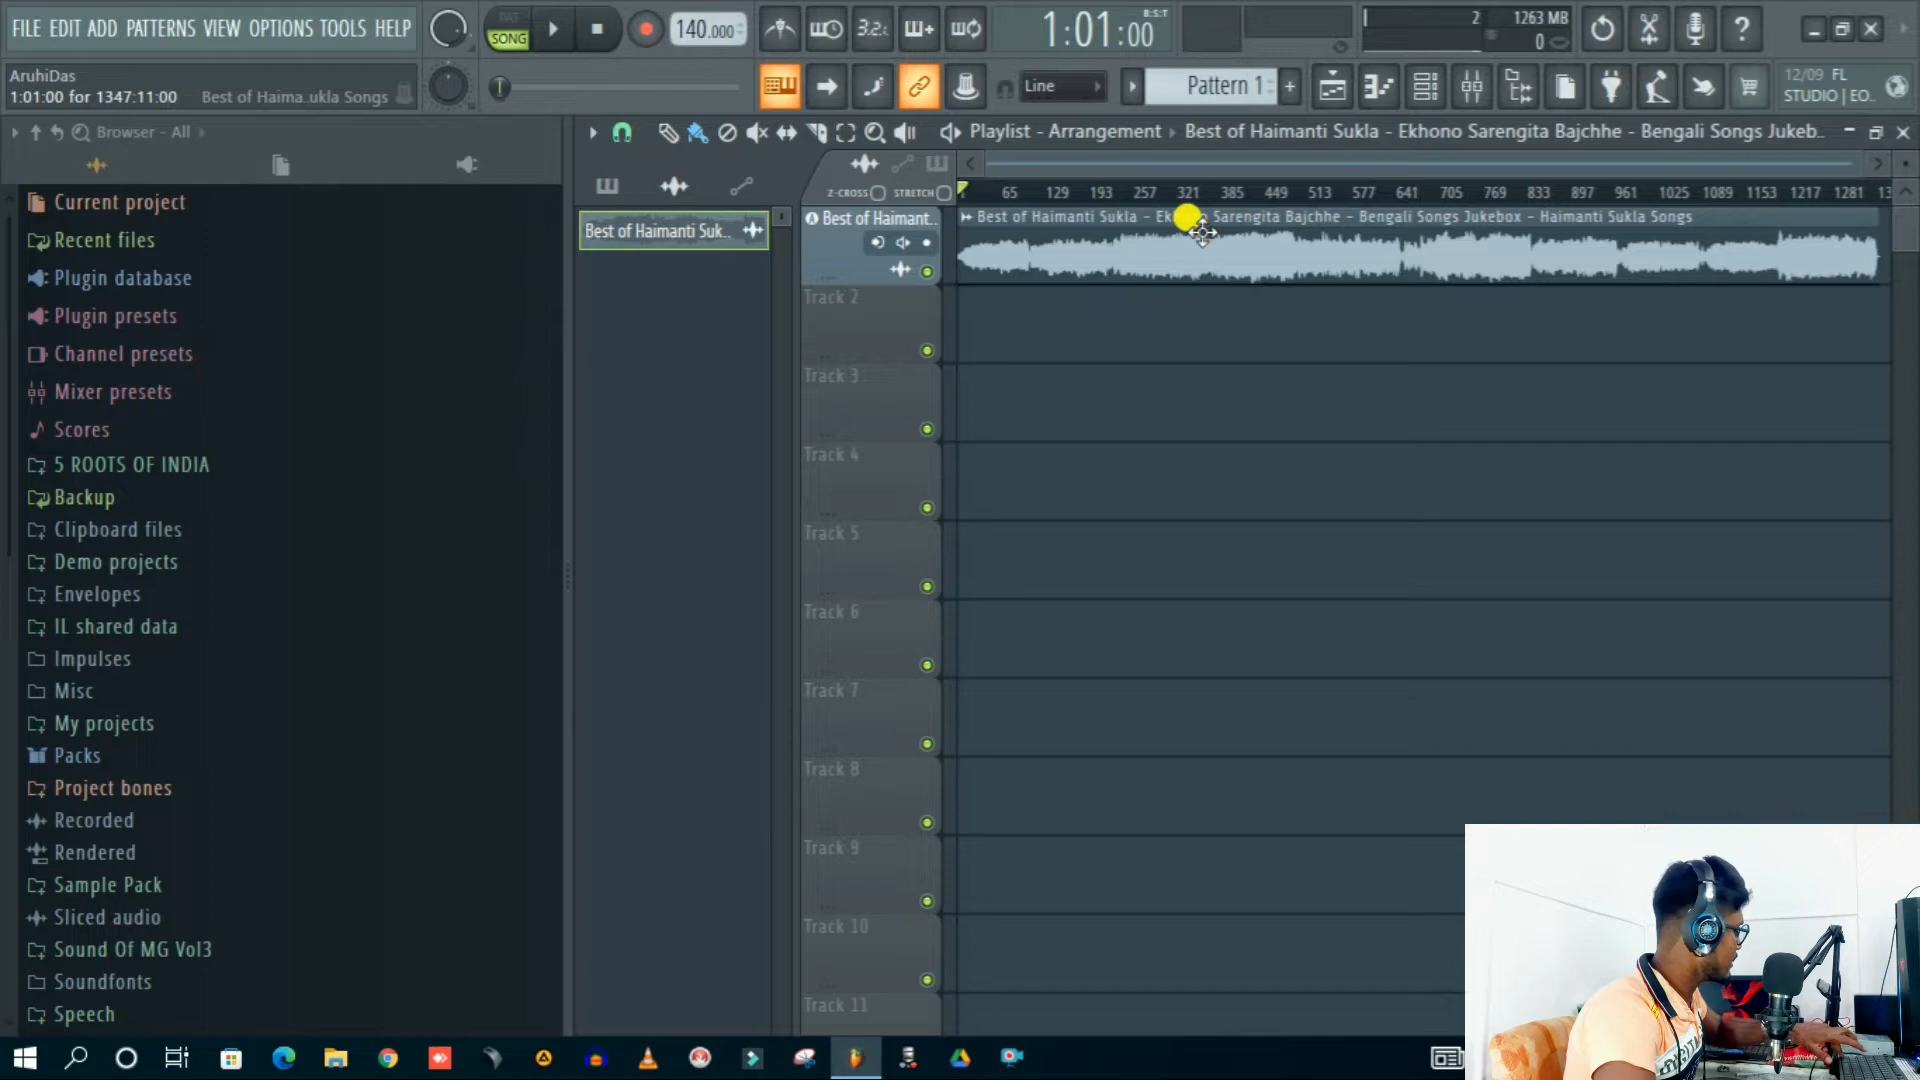 FILE EDIT ADD PATTERNS VIEW OPTIONS TOOLS HELP
PAT
SONG
140.000
3.2.
1:01:00
B:S:T
2
1263 MB
0
AruhiDas
1:01:00 for 1347:11:00
Best of Haima..ukla Songs
Line
Pattern 1
12/09 FL
STUDIO | EO..
Browser - All
Playlist - Arrangement
Best of Haimanti Sukla - Ekhono Sarengita Bajchhe - Bengali Songs Jukeb..
Z-CROSS
STRETCH
65 129 193 257 321 385 449 513 577 641 705 769 833 897 961 1025 1089 1153 1217 1281 13
Best of Haimanti Suk..
Best of Haimant..
Best of Haimanti Sukla - Ek Sarengita Bajchhe - Bengali Songs Jukebox - Haimanti Sukla Songs
Current project
Recent files
Plugin database
Plugin presets
Channel presets
Mixer presets
Scores
5 ROOTS OF INDIA
Backup
Clipboard files
Demo projects
Envelopes
IL shared data
Impulses
Misc
My projects
Packs
Project bones
Recorded
Rendered
Sample Pack
Sliced audio
Sound Of MG Vol3
Soundfonts
Speech
Track 2
Track 3
Track 4
Track 5
Track 6
Track 7
Track 8
Track 9
Track 10
Track 11